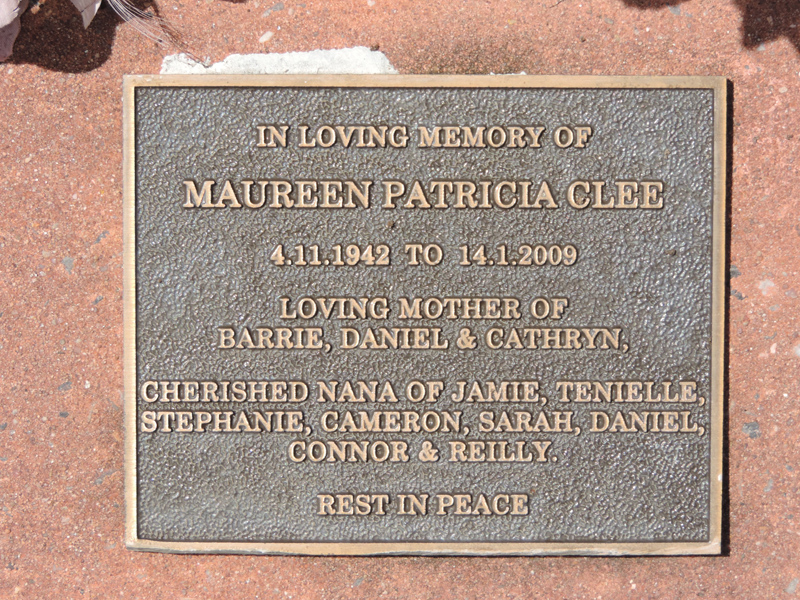 IN LOVING MEMORY OF
MAUREEN PATRICIA CLEE
4.11.1942 TO 14.1.2009
LOVING MOTHER OF
BARRIE, DANIEL & CATHRYN,
CHERISHED NANA OF JAMIE, TENIELLE,
STEPHANIE, CAMERON, SARAH, DANIEL,
CONNOR & REILLY.
REST IN PEACE